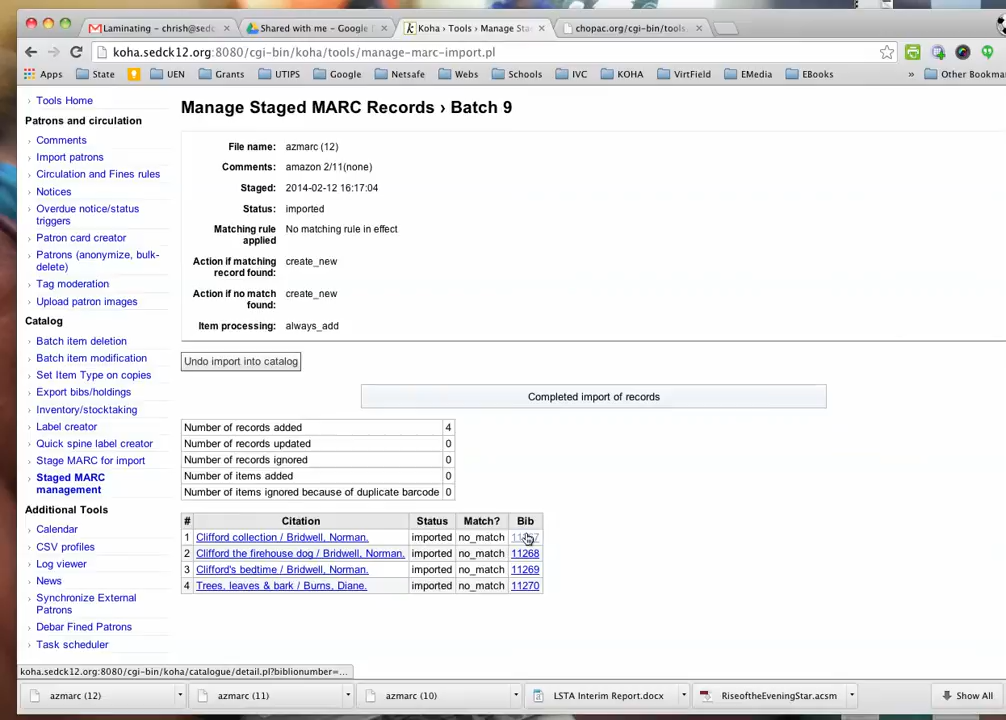 Laminating – chrish@sedc
Shared with me - Google
Koha › Tools › Manage Sta
chopac.org/cgi-bin/tools
koha.sedck12.org:8080/cgi-bin/koha/tools/manage-marc-import.pl
Apps State UEN Grants UTIPS Google Netsafe Webs Schools IVC KOHA VirtField EMedia EBooks » Other Bookma
Tools Home
Patrons and circulation
Comments
Import patrons
Circulation and Fines rules
Notices
Overdue notice/status
triggers
Patron card creator
Patrons (anonymize, bulk-
delete)
Tag moderation
Upload patron images
Catalog
Batch item deletion
Batch item modification
Set Item Type on copies
Export bibs/holdings
Inventory/stocktaking
Label creator
Quick spine label creator
Stage MARC for import
Staged MARC
management
Additional Tools
Calendar
CSV profiles
Log viewer
News
Synchronize External
Patrons
Debar Fined Patrons
Task scheduler
Manage Staged MARC Records › Batch 9
File name: azmarc (12)
Comments: amazon 2/11(none)
Staged: 2014-02-12 16:17:04
Status: imported
Matching rule
applied
No matching rule in effect
Action if matching
record found:
create_new
Action if no match
found:
create_new
Item processing: always_add
Undo import into catalog
Completed import of records
Number of records added 4
Number of records updated 0
Number of records ignored 0
Number of items added 0
Number of items ignored because of duplicate barcode 0
# Citation Status Match? Bib
1 Clifford collection / Bridwell, Norman. imported no_match
2 Clifford the firehouse dog / Bridwell, Norman. imported no_match 11268
3 Clifford's bedtime / Bridwell, Norman. imported no_match 11269
4 Trees, leaves & bark / Burns, Diane. imported no_match 11270
koha.sedck12.org:8080/cgi-bin/koha/catalogue/detail.pl?biblionumber=...
azmarc (12)
azmarc (11)
azmarc (10)
LSTA Interim Report.docx
RiseoftheEveningStar.acsm
Show All